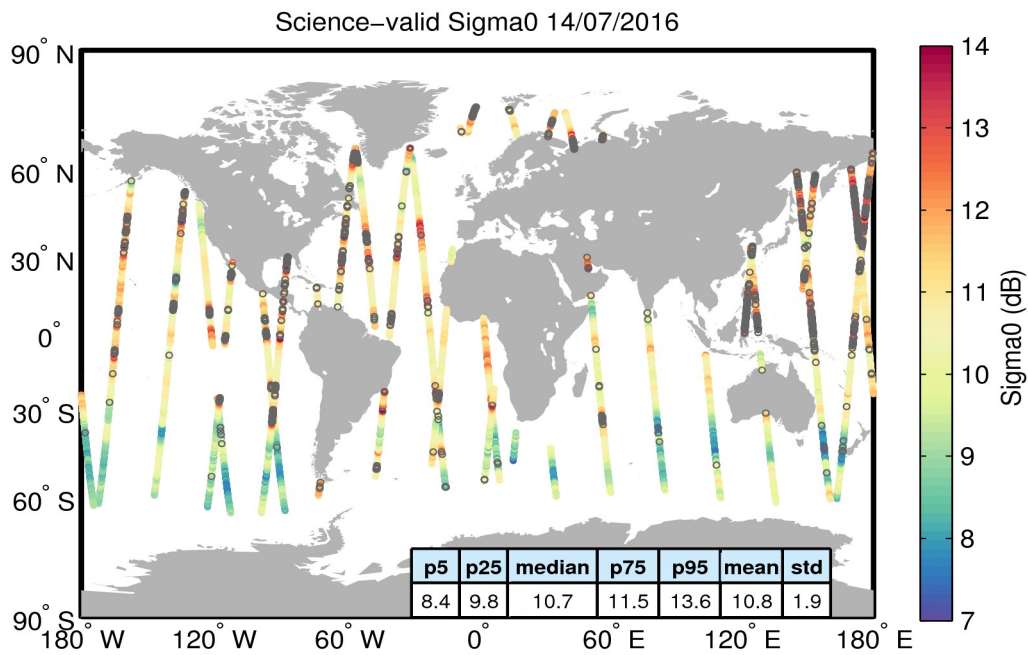 Science−valid Sigma0 14/07/2016
90° N
60° N
30° N
0°
30° S
60° S
90° S
180° W
120° W
60° W
0°
60° E
120° E
180° E
p5 p25 median p75 p95 mean std
8.4 9.8 10.7 11.5 13.6 10.8 1.9
14
13
12
11
10
9
8
7
Sigma0 (dB)